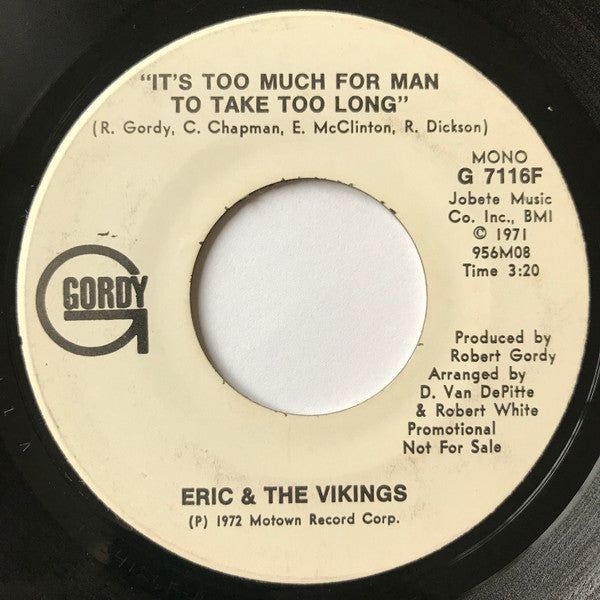 "IT'S TOO MUCH FOR MAN
TO TAKE TOO LONG"
(R. Gordy, C. Chapman, E. McClinton, R. Dickson)
MONO
G 7116F
Jobete Music
Co. Inc., BMI
© 1971
956M08
Time 3:20
GORDY
Produced by
Robert Gordy
Arranged by
D. Van DePitte
& Robert White
Promotional
Not For Sale
ERIC & THE VIKINGS
(P) 1972 Motown Record Corp.